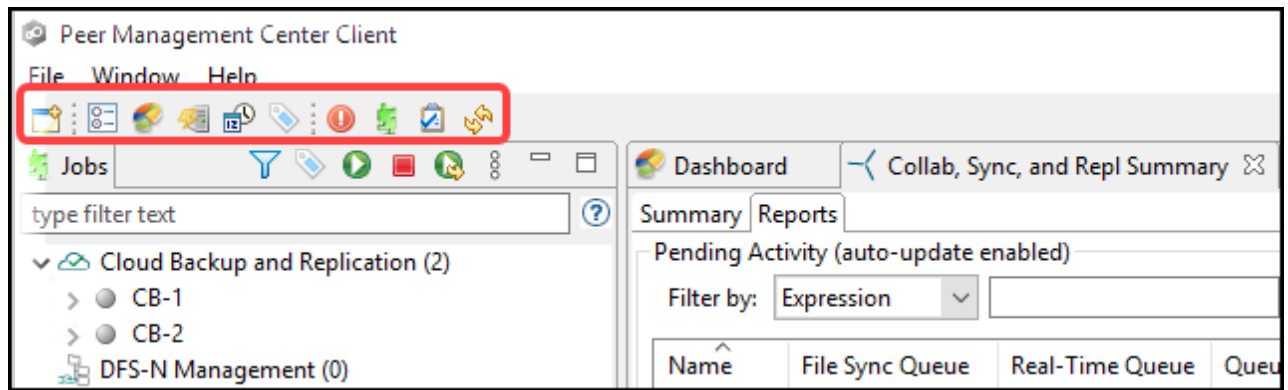 Peer Management Center Client
File Window Help
12
Jobs
type filter text
Cloud Backup and Replication (2)
CB-1
CB-2
DFS-N Management (0)
Dashboard
Collab, Sync, and Repl Summary
Summary Reports
Pending Activity (auto-update enabled)
Filter by: Expression
Name File Sync Queue Real-Time Queue Queu